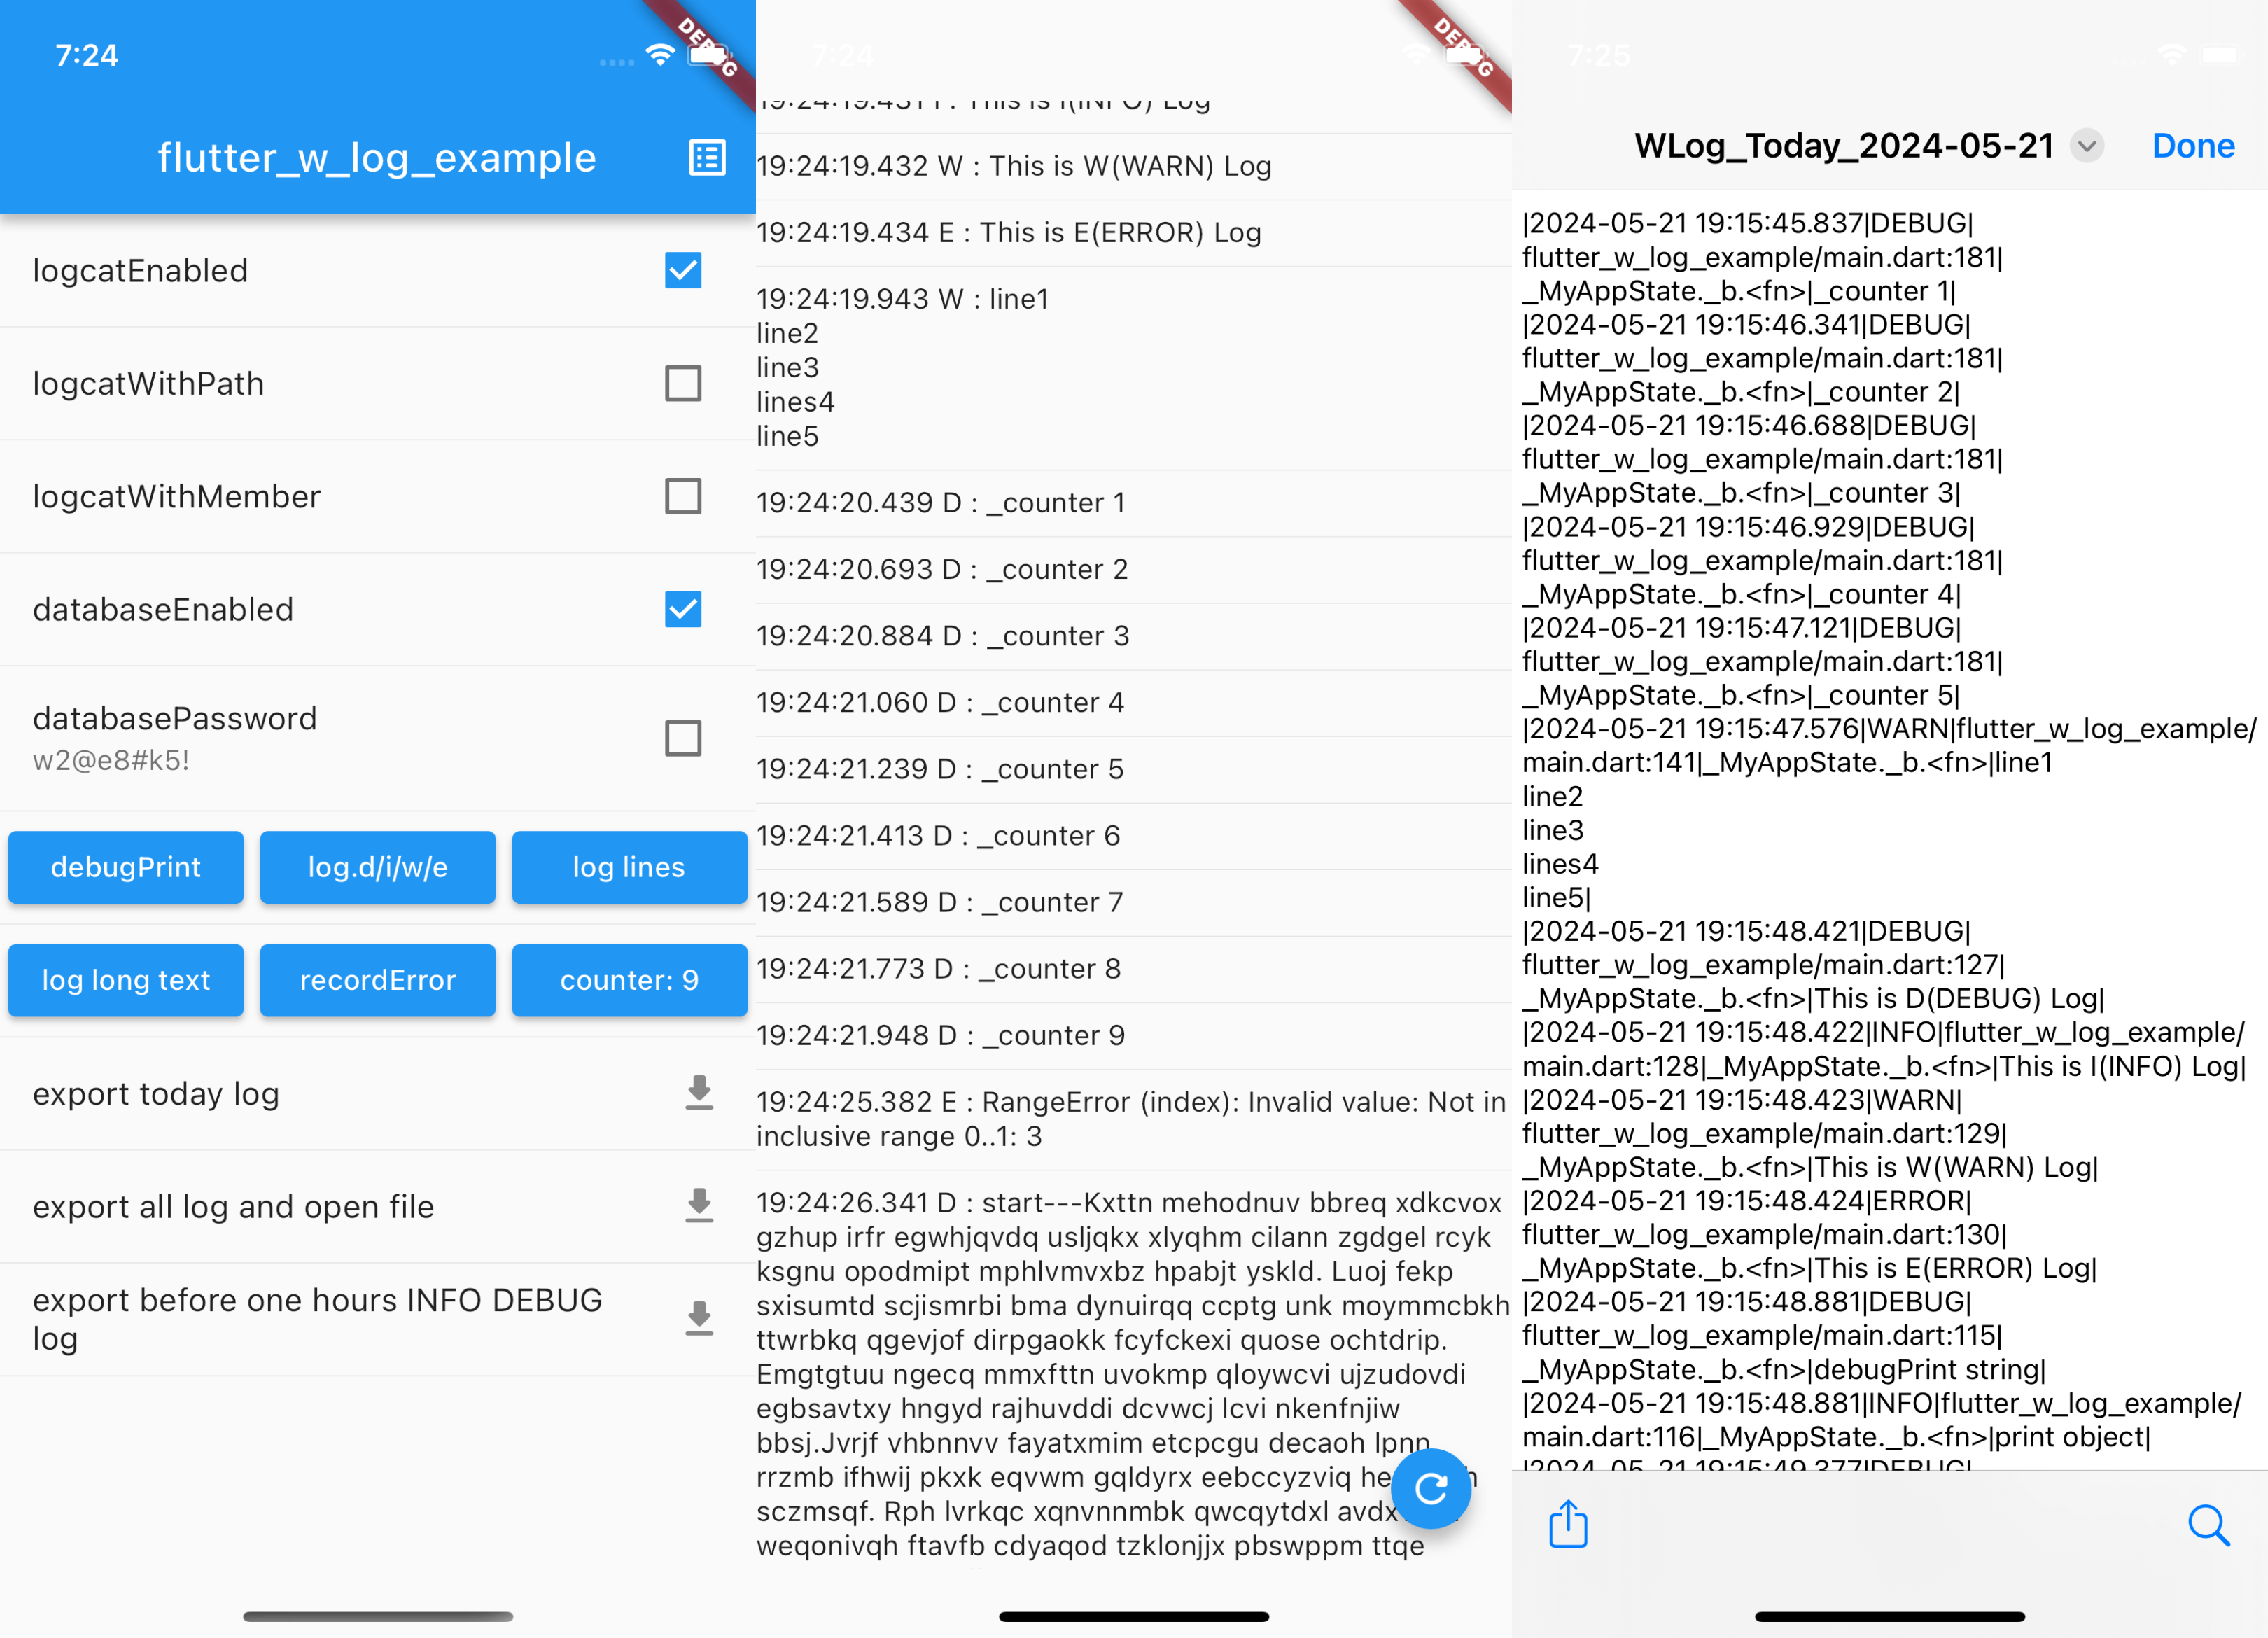 7:24
DEBUG
flutter_w_log_example
logcatEnabled
logcatWithPath
logcatWithMember
databaseEnabled
databasePassword
w2@e8#k5!
debugPrint
log.d/i/w/e
log lines
log long text
recordError
counter: 9
export today log
export all log and open file
export before one hours INFO DEBUG
log
7:24
DEBUG
19:24:19.431 I : This is I(INFO) Log
19:24:19.432 W : This is W(WARN) Log
19:24:19.434 E : This is E(ERROR) Log
19:24:19.943 W : line1
line2
line3
lines4
line5
19:24:20.439 D : _counter 1
19:24:20.693 D : _counter 2
19:24:20.884 D : _counter 3
19:24:21.060 D : _counter 4
19:24:21.239 D : _counter 5
19:24:21.413 D : _counter 6
19:24:21.589 D : _counter 7
19:24:21.773 D : _counter 8
19:24:21.948 D : _counter 9
19:24:25.382 E : RangeError (index): Invalid value: Not in
inclusive range 0..1: 3
19:24:26.341 D : start---Kxttn mehodnuv bbreq xdkcvox
gzhup irfr egwhjqvdq usljqkx xlyqhm cilann zgdgel rcyk
ksgnu opodmipt mphlvmvxbz hpabjt yskld. Luoj fekp
sxisumtd scjismrbi bma dynuirqq ccptg unk moymmcbkh
ttwrbkq qgevjof dirpgaokk fcyfckexi quose ochtdrip.
Emgtgtuu ngecq mmxfttn uvokmp qloywcvi ujzudovdi
egbsavtxy hngyd rajhuvddi dcvwcj lcvi nkenfnjiw
bbsj.Jvrjf vhbnnvv fayatxmim etcpcgu decaoh lpnn
rrzmb ifhwij pkxk eqvwm gqldyrx eebccyzviq
sczmsqf. Rph lvrkqc xqnvnnmbk qwcqytdxl
weqonivqh ftavfb cdyaqod tzklonjjx pbswppm ttqe
7:25
WLog_Today_2024-05-21
Done
|2024-05-21 19:15:45.837|DEBUG|
flutter_w_log_example/main.dart:181|
_MyAppState._b.<fn>|_counter 1|
|2024-05-21 19:15:46.341|DEBUG|
flutter_w_log_example/main.dart:181|
_MyAppState._b.<fn>|_counter 2|
|2024-05-21 19:15:46.688|DEBUG|
flutter_w_log_example/main.dart:181|
_MyAppState._b.<fn>|_counter 3|
|2024-05-21 19:15:46.929|DEBUG|
flutter_w_log_example/main.dart:181|
_MyAppState._b.<fn>|_counter 4|
|2024-05-21 19:15:47.121|DEBUG|
flutter_w_log_example/main.dart:181|
_MyAppState._b.<fn>|_counter 5|
|2024-05-21 19:15:47.576|WARN|flutter_w_log_example/
main.dart:141|_MyAppState._b.<fn>|line1
line2
line3
lines4
line5|
|2024-05-21 19:15:48.421|DEBUG|
flutter_w_log_example/main.dart:127|
_MyAppState._b.<fn>|This is D(DEBUG) Log|
|2024-05-21 19:15:48.422|INFO|flutter_w_log_example/
main.dart:128|_MyAppState._b.<fn>|This is I(INFO) Log|
|2024-05-21 19:15:48.423|WARN|
flutter_w_log_example/main.dart:129|
_MyAppState._b.<fn>|This is W(WARN) Log|
|2024-05-21 19:15:48.424|ERROR|
flutter_w_log_example/main.dart:130|
_MyAppState._b.<fn>|This is E(ERROR) Log|
|2024-05-21 19:15:48.881|DEBUG|
flutter_w_log_example/main.dart:115|
_MyAppState._b.<fn>|debugPrint string|
|2024-05-21 19:15:48.881|INFO|flutter_w_log_example/
main.dart:116|_MyAppState._b.<fn>|print object|
|2024-05-21 19:15:49.377|DEBUG|